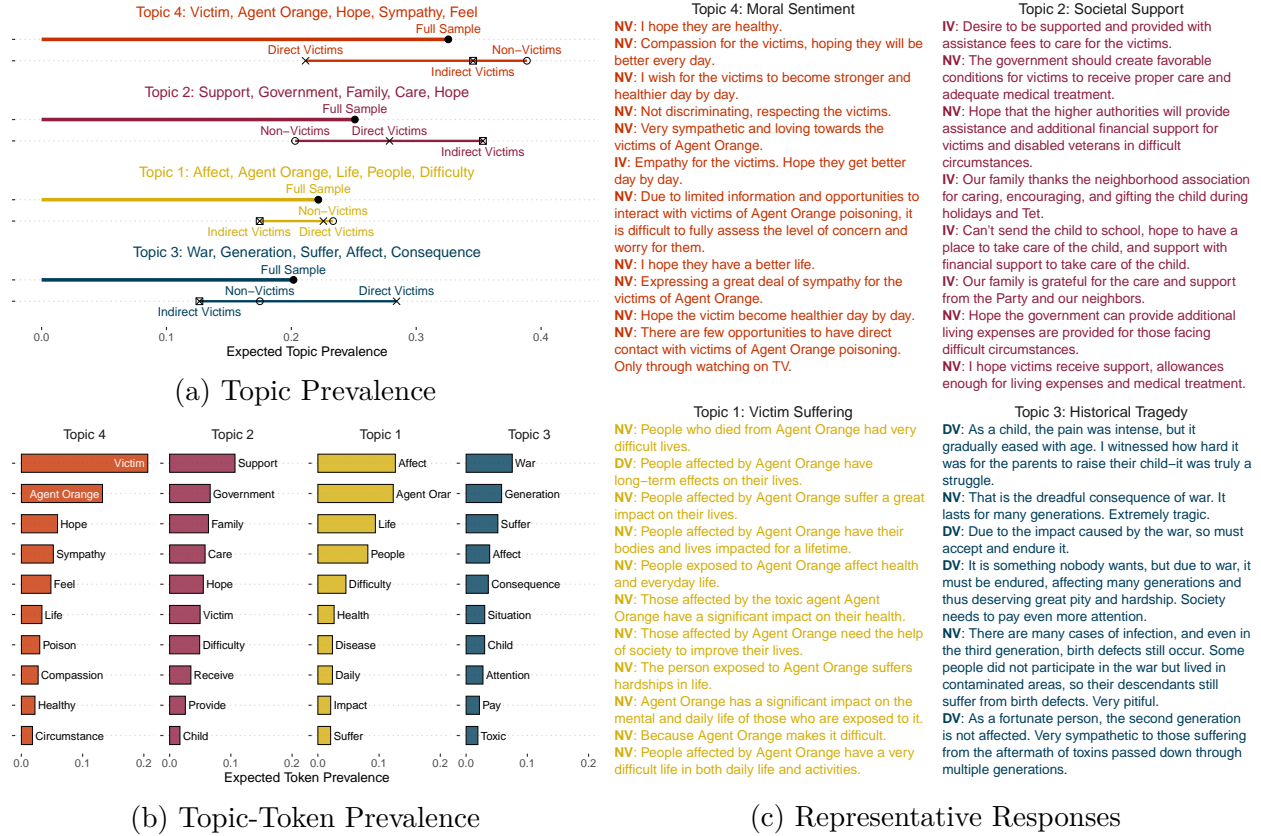 Topic 4: Victim, Agent Orange, Hope, Sympathy, Feel
Full Sample
Direct Victims
Non−Victims
Indirect Victims
Topic 2: Support, Government, Family, Care, Hope
Full Sample
Non−Victims
Direct Victims
Indirect Victims
Topic 1: Affect, Agent Orange, Life, People, Difficulty
Full Sample
Non−Victims
Indirect Victims
Direct Victims
Topic 3: War, Generation, Suffer, Affect, Consequence
Full Sample
Non−Victims
Direct Victims
Indirect Victims
0.0 0.1 0.2 0.3 0.4
Expected Topic Prevalence
(a) Topic Prevalence
Topic 4
Victim
Agent Orange
Hope
Sympathy
Feel
Life
Poison
Compassion
Healthy
Circumstance
0.0 0.1 0.2
Topic 2
Support
Government
Family
Care
Hope
Victim
Difficulty
Receive
Provide
Child
0.0 0.1 0.2
Topic 1
Affect
Agent Orar
Life
People
Difficulty
Health
Disease
Daily
Impact
Suffer
0.0 0.1 0.2
Topic 3
War
Generation
Suffer
Affect
Consequence
Situation
Child
Attention
Pay
Toxic
0.0 0.1 0.2
Expected Token Prevalence
(b) Topic-Token Prevalence
Topic 4: Moral Sentiment
NV: I hope they are healthy.
NV: Compassion for the victims, hoping they will be
better every day.
NV: I wish for the victims to become stronger and
healthier day by day.
NV: Not discriminating, respecting the victims.
NV: Very sympathetic and loving towards the
victims of Agent Orange.
IV: Empathy for the victims. Hope they get better
day by day.
NV: Due to limited information and opportunities to
interact with victims of Agent Orange poisoning, it
is difficult to fully assess the level of concern and
worry for them.
NV: I hope they have a better life.
NV: Expressing a great deal of sympathy for the
victims of Agent Orange.
NV: Hope the victim become healthier day by day.
NV: There are few opportunities to have direct
contact with victims of Agent Orange poisoning.
Only through watching on TV.
Topic 2: Societal Support
IV: Desire to be supported and provided with
assistance fees to care for the victims.
NV: The government should create favorable
conditions for victims to receive proper care and
adequate medical treatment.
NV: Hope that the higher authorities will provide
assistance and additional financial support for
victims and disabled veterans in difficult
circumstances.
IV: Our family thanks the neighborhood association
for caring, encouraging, and gifting the child during
holidays and Tet.
IV: Can't send the child to school, hope to have a
place to take care of the child, and support with
financial support to take care of the child.
IV: Our family is grateful for the care and support
from the Party and our neighbors.
NV: Hope the government can provide additional
living expenses are provided for those facing
difficult circumstances.
NV: I hope victims receive support, allowances
enough for living expenses and medical treatment.
Topic 1: Victim Suffering
NV: People who died from Agent Orange had very
difficult lives.
DV: People affected by Agent Orange have
long−term effects on their lives.
NV: People affected by Agent Orange suffer a great
impact on their lives.
NV: People affected by Agent Orange have their
bodies and lives impacted for a lifetime.
NV: People exposed to Agent Orange affect health
and everyday life.
NV: Those affected by the toxic agent Agent
Orange have a significant impact on their health.
NV: Those affected by Agent Orange need the help
of society to improve their lives.
NV: The person exposed to Agent Orange suffers
hardships in life.
NV: Agent Orange has a significant impact on the
mental and daily life of those who are exposed to it.
NV: Because Agent Orange makes it difficult.
NV: People affected by Agent Orange have a very
difficult life in both daily life and activities.
Topic 3: Historical Tragedy
DV: As a child, the pain was intense, but it
gradually eased with age. I witnessed how hard it
was for the parents to raise their child–it was truly a
struggle.
NV: That is the dreadful consequence of war. It
lasts for many generations. Extremely tragic.
DV: Due to the impact caused by the war, so must
accept and endure it.
DV: It is something nobody wants, but due to war, it
must be endured, affecting many generations and
thus deserving great pity and hardship. Society
needs to pay even more attention.
NV: There are many cases of infection, and even in
the third generation, birth defects still occur. Some
people did not participate in the war but lived in
contaminated areas, so their descendants still
suffer from birth defects. Very pitiful.
DV: As a fortunate person, the second generation
is not affected. Very sympathetic to those suffering
from the aftermath of toxins passed down through
multiple generations.
(c) Representative Responses